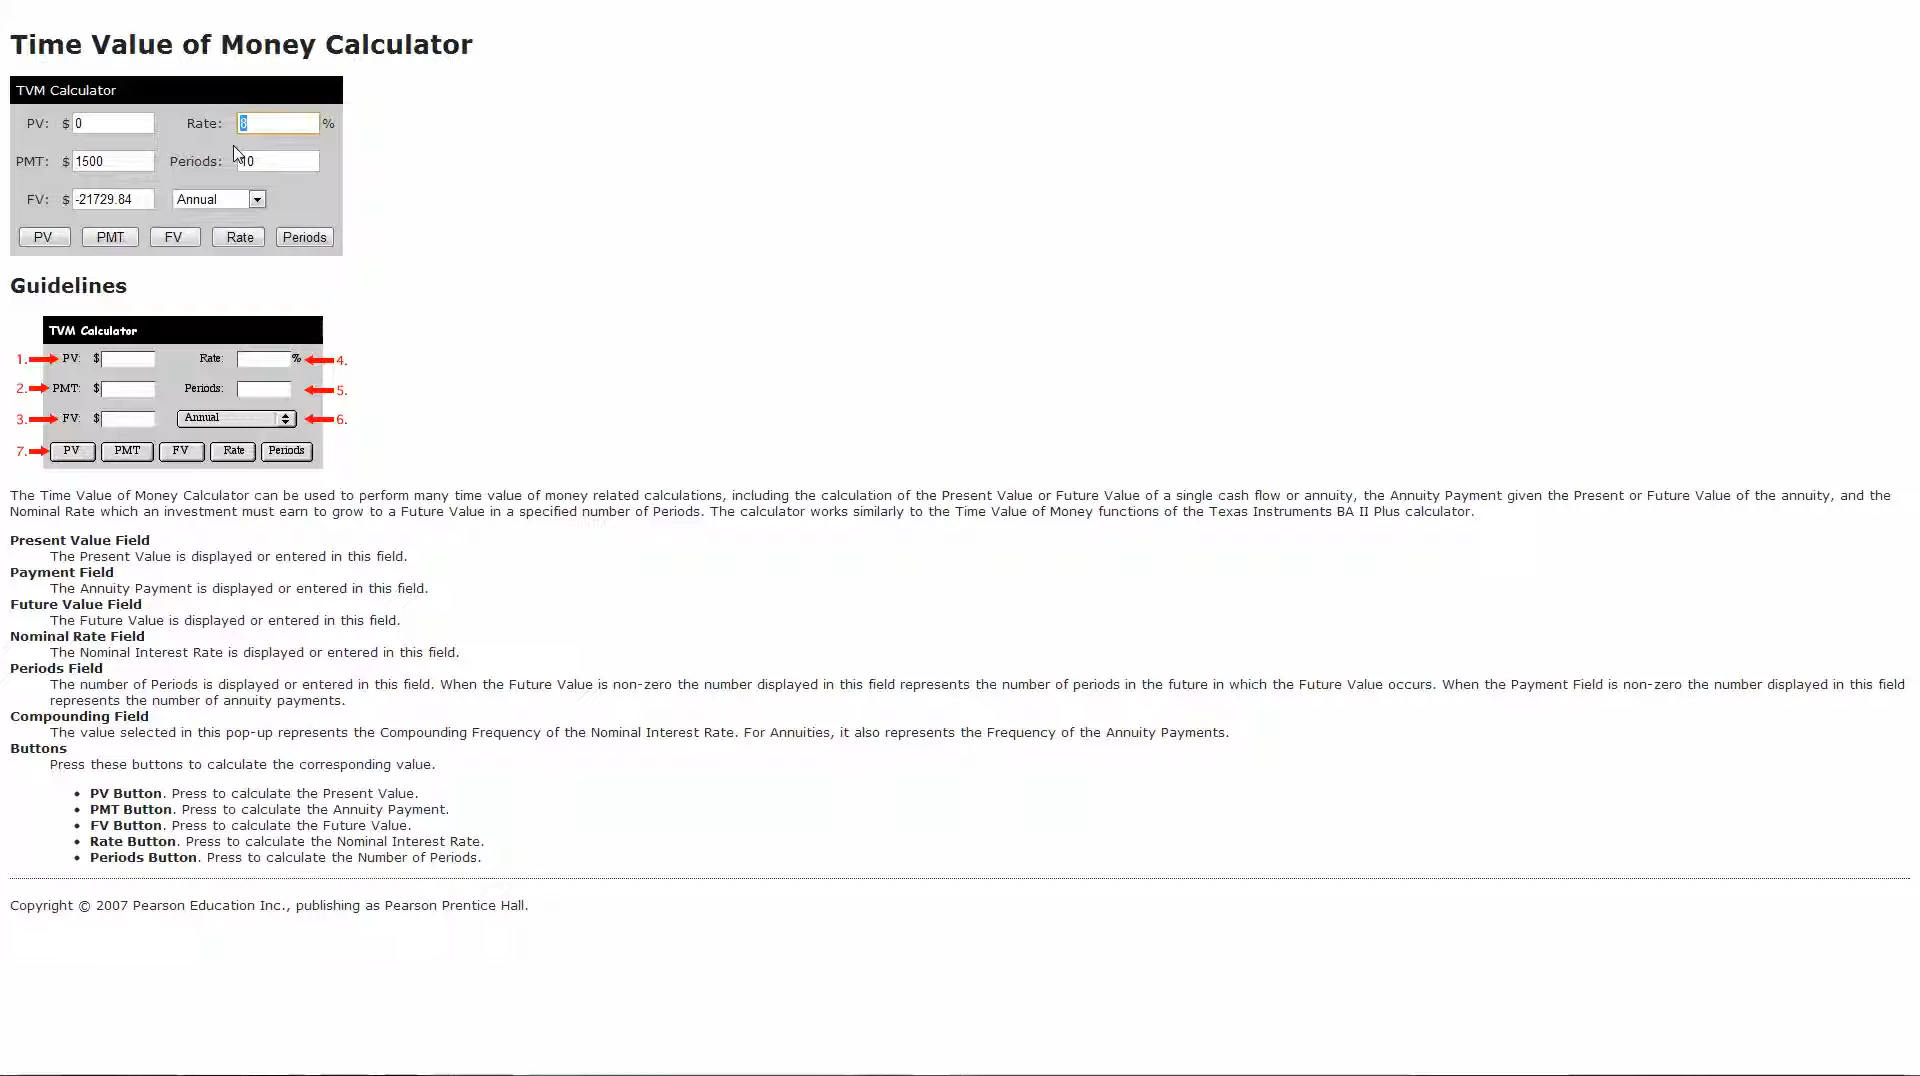 Time Value of Money Calculator
TVM Calculator
PV: $ 0 Rate: 8 %
PMT: $ 1500 Periods: 10
FV: $ -21729.84 Annual
PV PMT FV Rate Periods
Guidelines
TVM Calculator
1. PV: $ Rate: % 4.
2. PMT: $ Periods: 5.
3. FV: $ Annual 6.
7. PV PMT FV Rate Periods
The Time Value of Money Calculator can be used to perform many time value of money related calculations, including the calculation of the Present Value or Future Value of a single cash flow or annuity, the Annuity Payment given the Present or Future Value of the annuity, and the
Nominal Rate which an investment must earn to grow to a Future Value in a specified number of Periods. The calculator works similarly to the Time Value of Money functions of the Texas Instruments BA II Plus calculator.
Present Value Field
The Present Value is displayed or entered in this field.
Payment Field
The Annuity Payment is displayed or entered in this field.
Future Value Field
The Future Value is displayed or entered in this field.
Nominal Rate Field
The Nominal Interest Rate is displayed or entered in this field.
Periods Field
The number of Periods is displayed or entered in this field. When the Future Value is non-zero the number displayed in this field represents the number of periods in the future in which the Future Value occurs. When the Payment Field is non-zero the number displayed in this field
represents the number of annuity payments.
Compounding Field
The value selected in this pop-up represents the Compounding Frequency of the Nominal Interest Rate. For Annuities, it also represents the Frequency of the Annuity Payments.
Buttons
Press these buttons to calculate the corresponding value.
• PV Button. Press to calculate the Present Value.
• PMT Button. Press to calculate the Annuity Payment.
• FV Button. Press to calculate the Future Value.
• Rate Button. Press to calculate the Nominal Interest Rate.
• Periods Button. Press to calculate the Number of Periods.
Copyright © 2007 Pearson Education Inc., publishing as Pearson Prentice Hall.